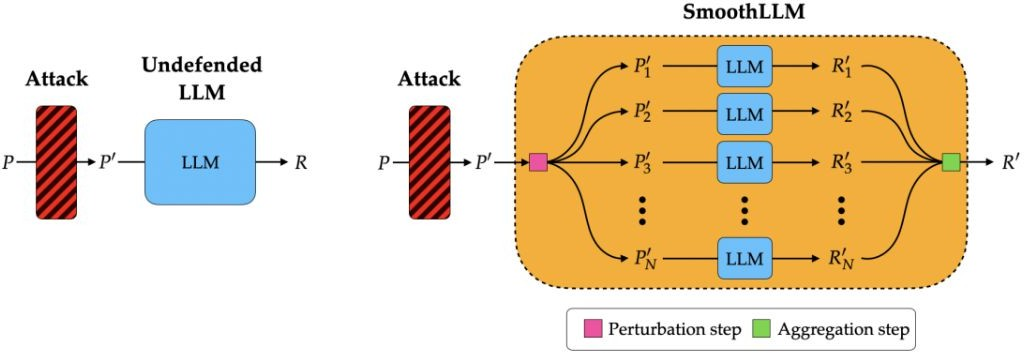 Attack
Undefended
LLM
P
P′
LLM
R
SmoothLLM
Attack
P
P′
P′1
LLM
R′1
P′2
LLM
R′2
P′3
LLM
R′3
P′N
LLM
R′N
R′
Perturbation step
Aggregation step